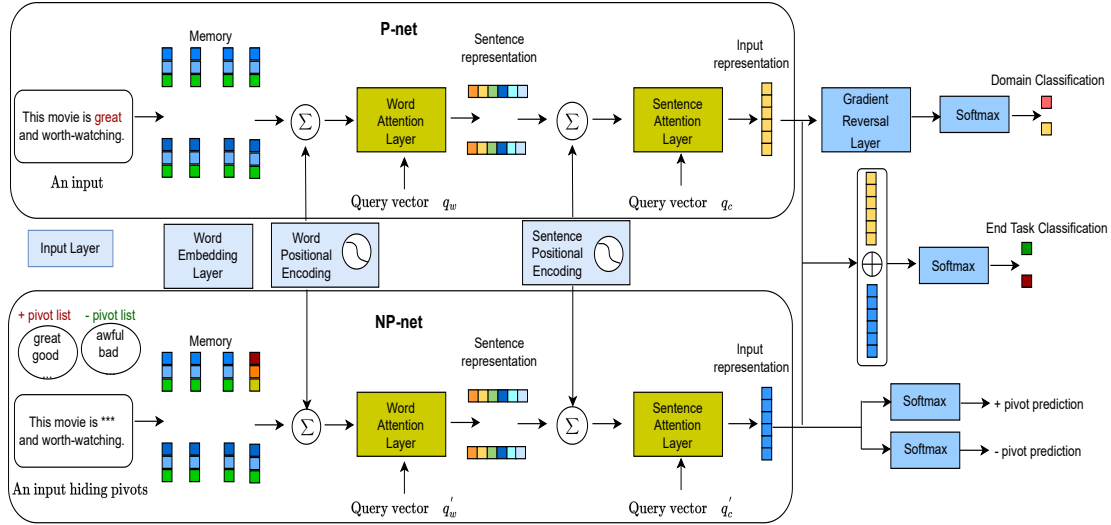 P-net
Memory
Sentence
representation
Input
representation
This movie is great
and worth-watching.
An input
Σ
Word
Attention
Layer
Σ
Sentence
Attention
Layer
Query vector q_w
Query vector q_c
Gradient
Reversal
Layer
Softmax
Domain Classification
Input Layer
Word
Embedding
Layer
Word
Positional
Encoding
Sentence
Positional
Encoding
Softmax
End Task Classification
NP-net
+ pivot list
great
good
...
- pivot list
awful
bad
...
Memory
Sentence
representation
Input
representation
This movie is ***
and worth-watching.
An input hiding pivots
Σ
Word
Attention
Layer
Σ
Sentence
Attention
Layer
Query vector q'_w
Query vector q'_c
Softmax
+ pivot prediction
Softmax
- pivot prediction